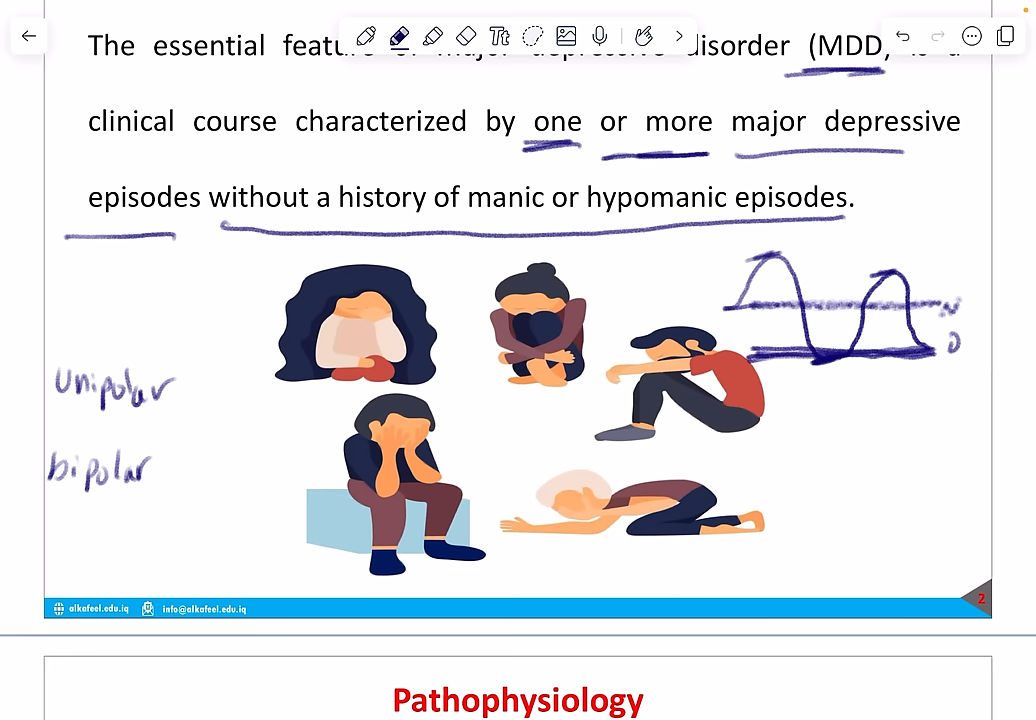 The essential feature of major depressive disorder (MDD) is a
clinical course characterized by one or more major depressive
episodes without a history of manic or hypomanic episodes.
N
D
unipolar
bipolar
alkafeel.edu.iq info@alkafeel.edu.iq
2
Pathophysiology